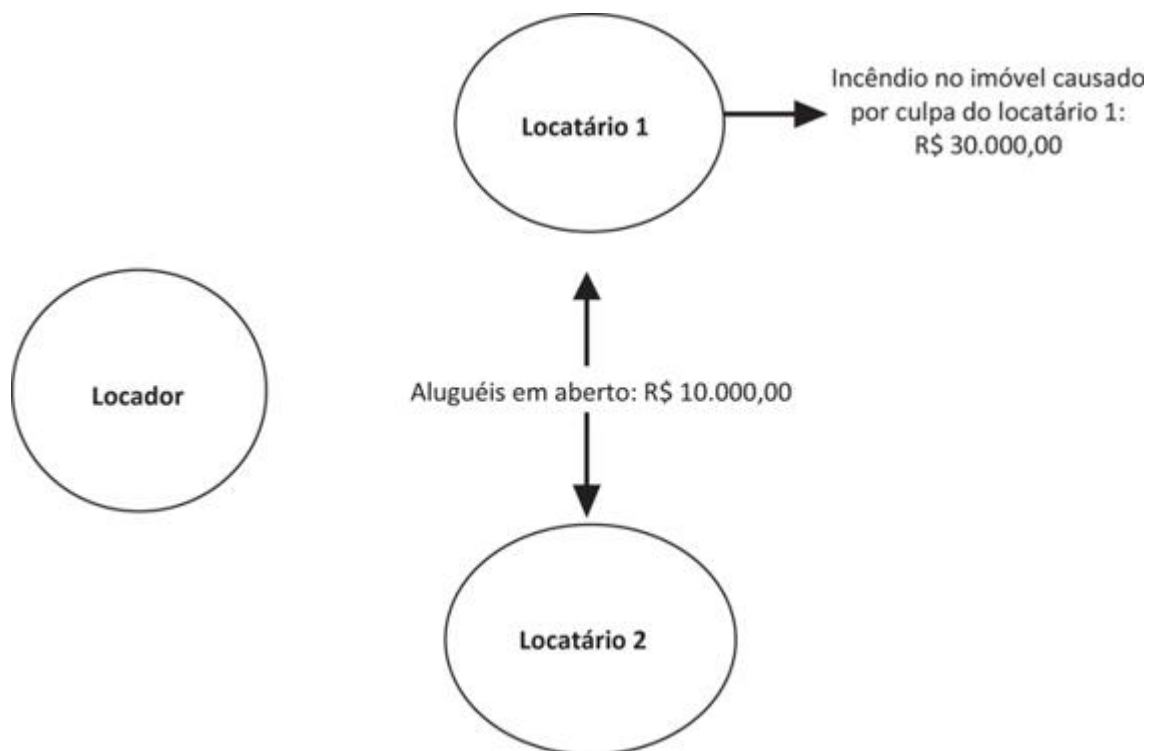 Locatário 1
Incêndio no imóvel causado
por culpa do locatário 1:
R$ 30.000,00
Locador
Aluguéis em aberto: R$ 10.000,00
Locatário 2